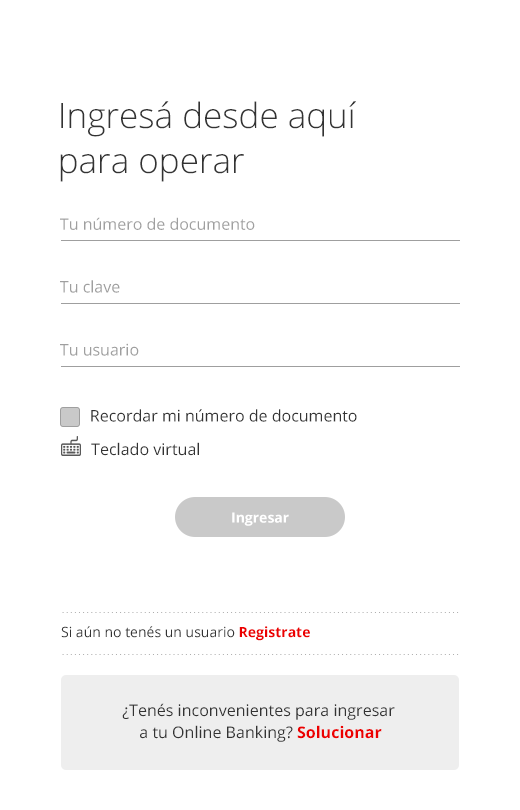 Ingresá desde aquí
para operar
Tu número de documento
Tu clave
Tu usuario
Recordar mi número de documento
Teclado virtual
Ingresar
Si aún no tenés un usuario Registrate
¿Tenés inconvenientes para ingresar
a tu Online Banking? Solucionar